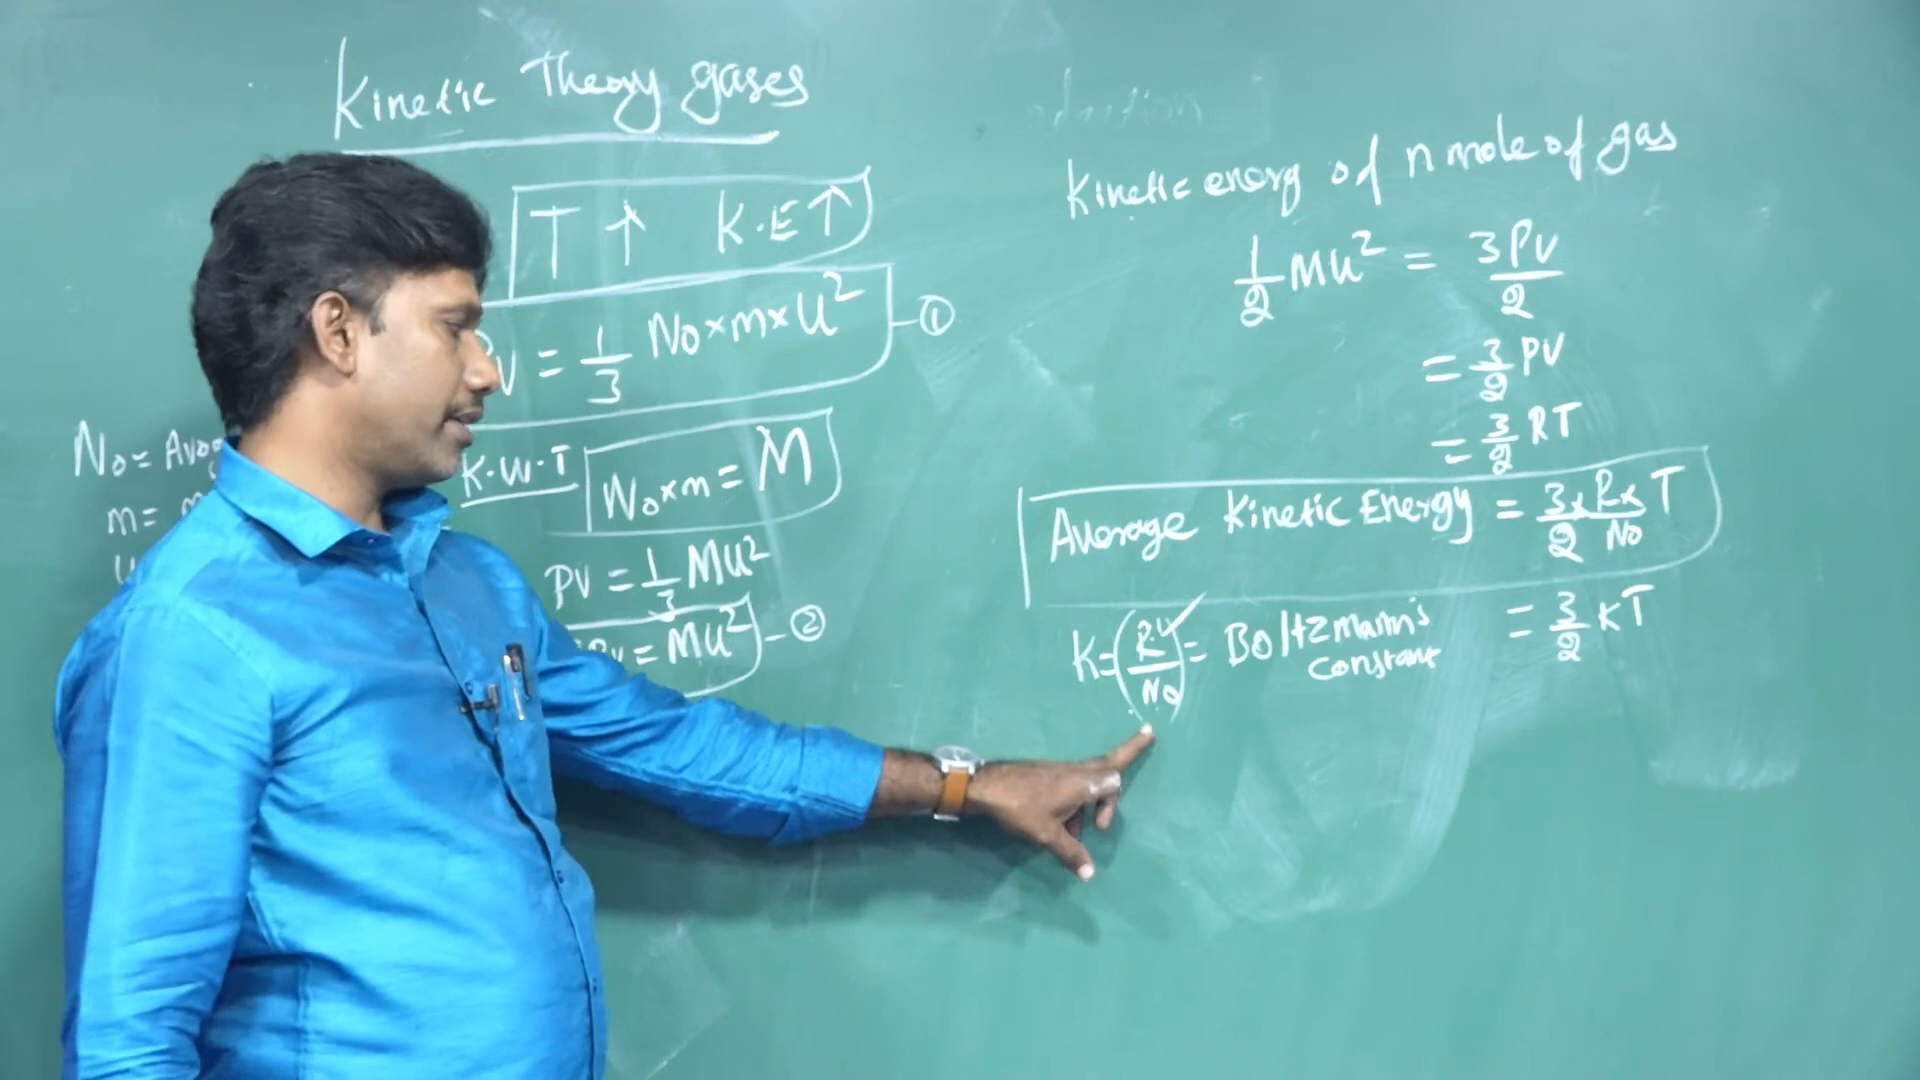 Kinetic Theory gases
T ↑ K.E ↑
PV = 1/3 No×m×u² -①
No = Avog
K.W.T No×m = M
m = m
u
PV = 1/3 Mu²
PV = Mu² -②
Kinetic energy of n mole of gas
1/2 Mu² = 3PV/2
= 3/2 PV
= 3/2 RT
Average Kinetic Energy = 3/2 × R/No × T
= 3/2 KT
K = (R/No) = Boltzmann's
constant